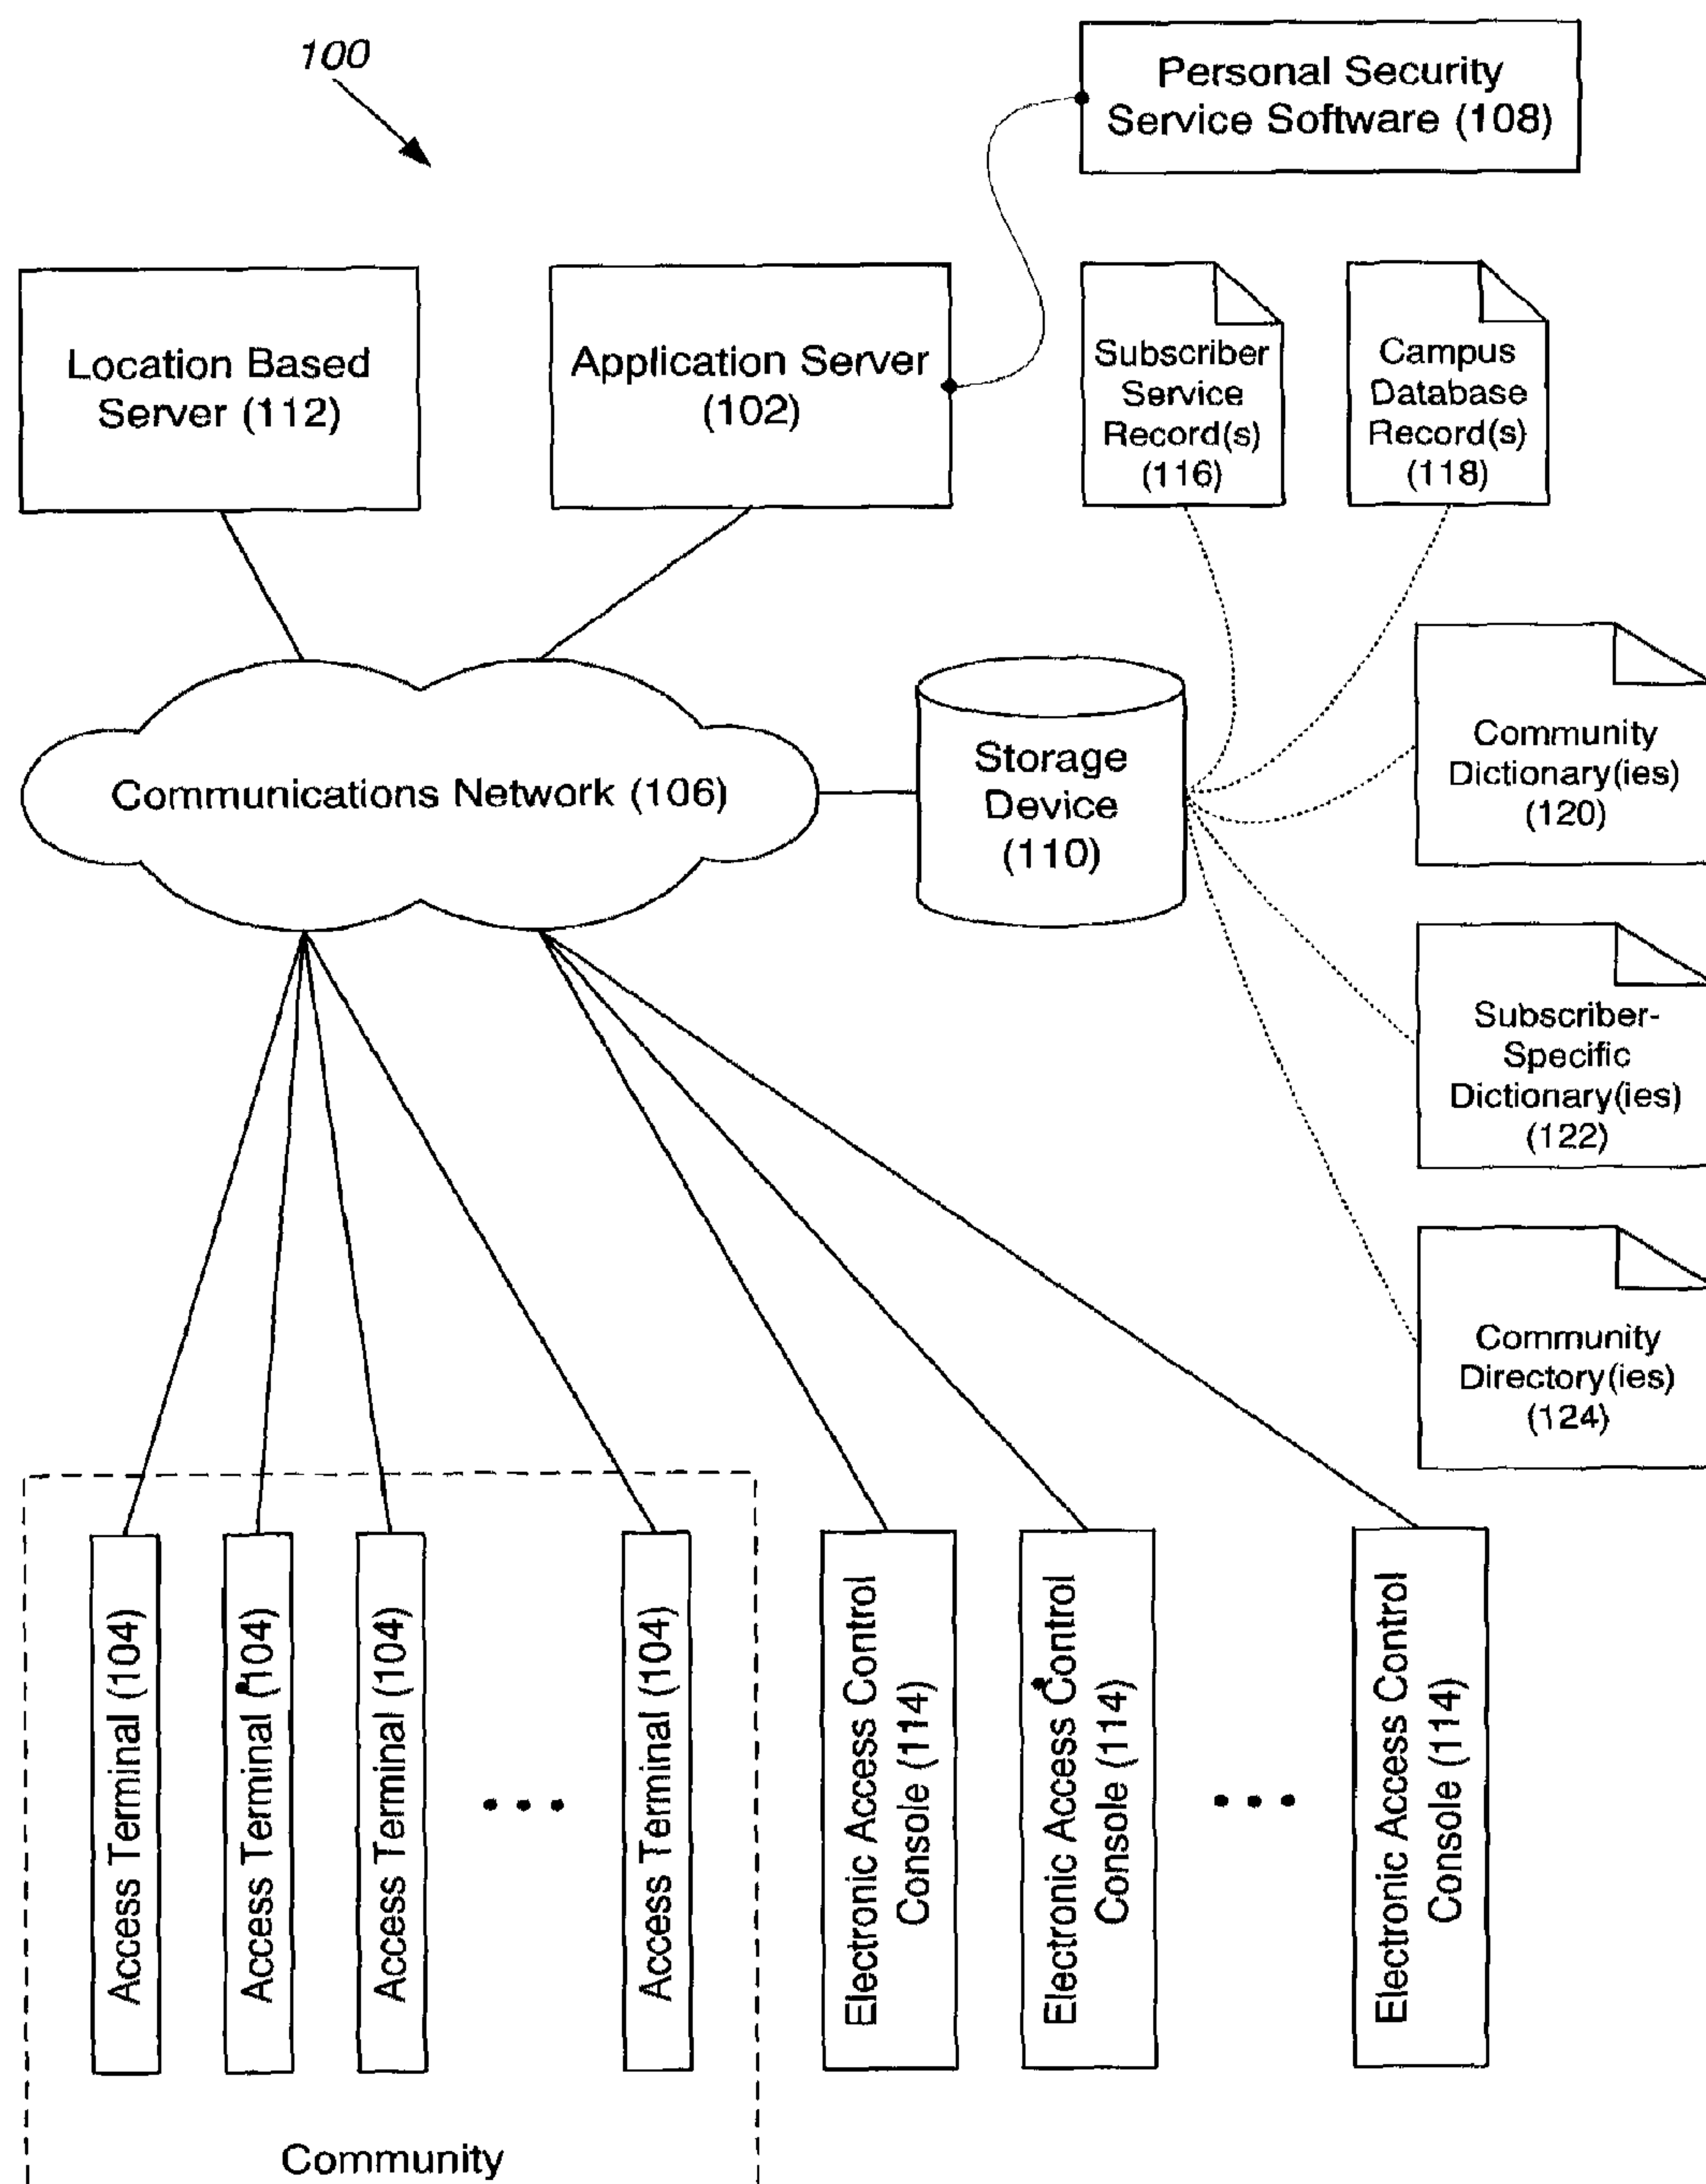 100
Personal Security
Service Software (108)
Location Based
Server (112)
Application Server
(102)
Subscriber
Service
Record(s)
(116)
Campus
Database
Record(s)
(118)
Communications Network (106)
Storage
Device
(110)
Community
Dictionary(ies)
(120)
Subscriber-
Specific
Dictionary(ies)
(122)
Community
Directory(ies)
(124)
Access Terminal (104)
Access Terminal (104)
Access Terminal (104)
• • •
Access Terminal (104)
Electronic Access Control
Console (114)
Electronic Access Control
Console (114)
• • •
Electronic Access Control
Console (114)
Community